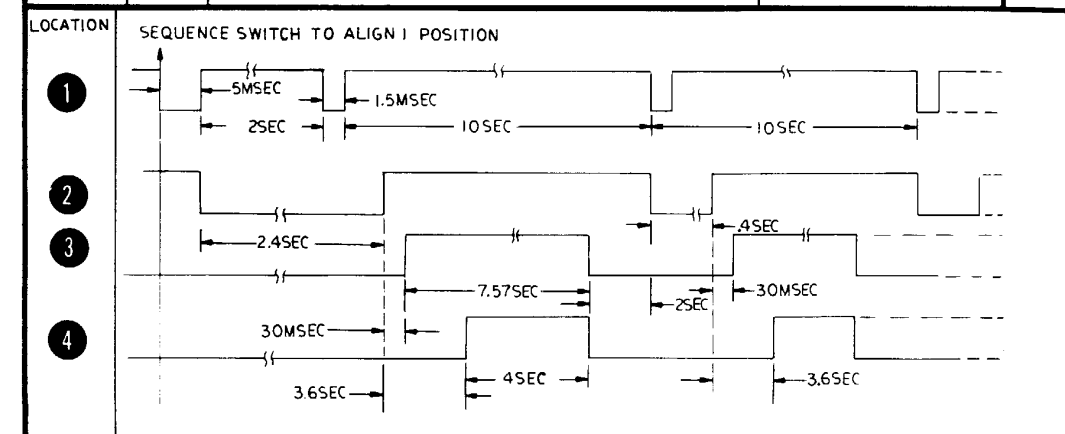 LOCATION
SEQUENCE SWITCH TO ALIGN 1 POSITION
1
5MSEC
1.5MSEC
2SEC
10SEC
10SEC
2
.4SEC
2.4SEC
3
7.57SEC
2SEC
30MSEC
30MSEC
4
4SEC
3.6SEC
3.6SEC